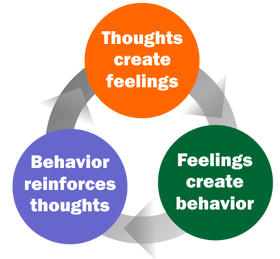 Thoughts
create
feelings
Feelings
create
behavior
Behavior
reinforces
thoughts